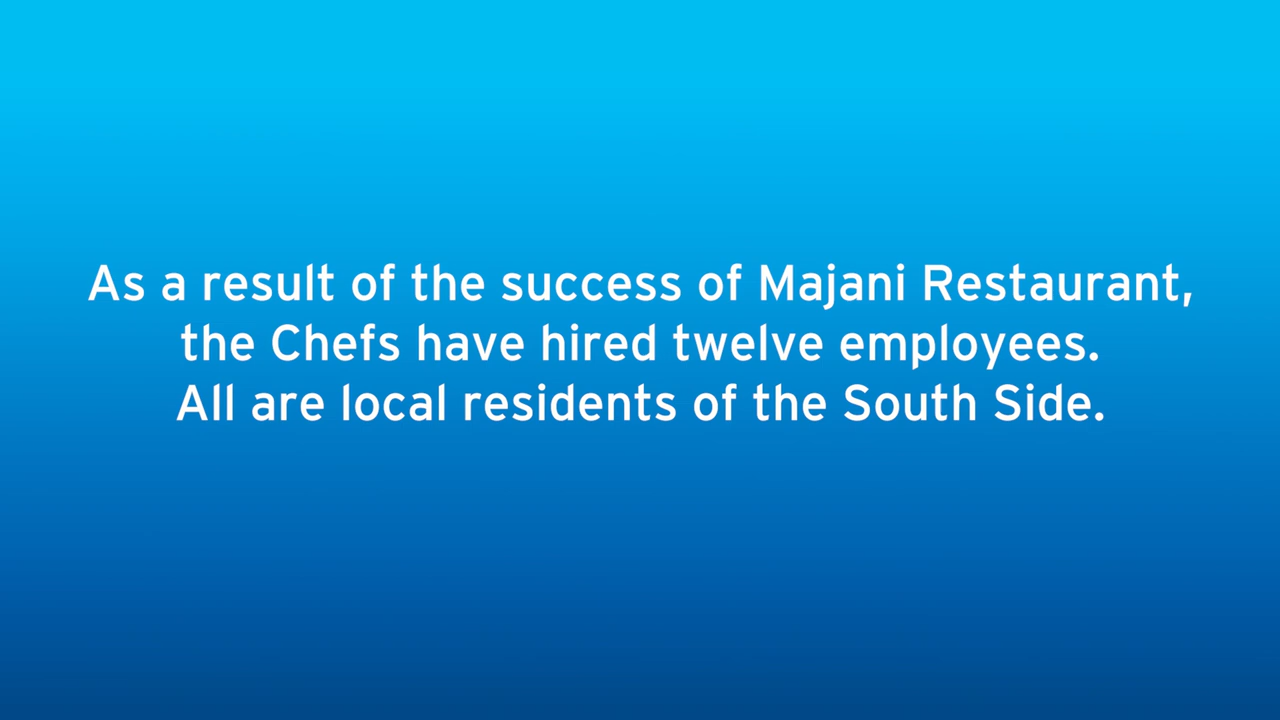 As a result of the success of Majani Restaurant,
the Chefs have hired twelve employees.
All are local residents of the South Side.